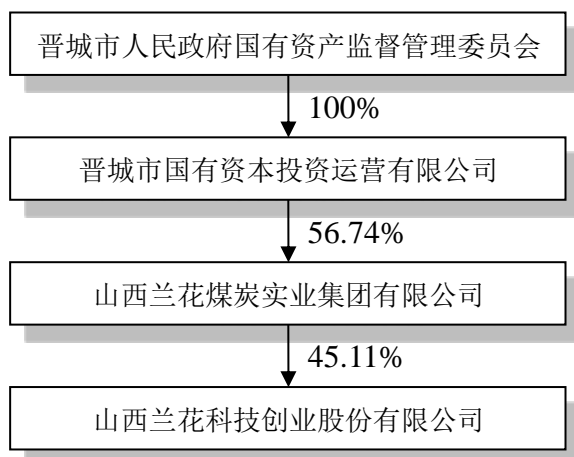 晋城市人民政府国有资产监督管理委员会
100%
晋城市国有资本投资运营有限公司
56.74%
山西兰花煤炭实业集团有限公司
45.11%
山西兰花科技创业股份有限公司